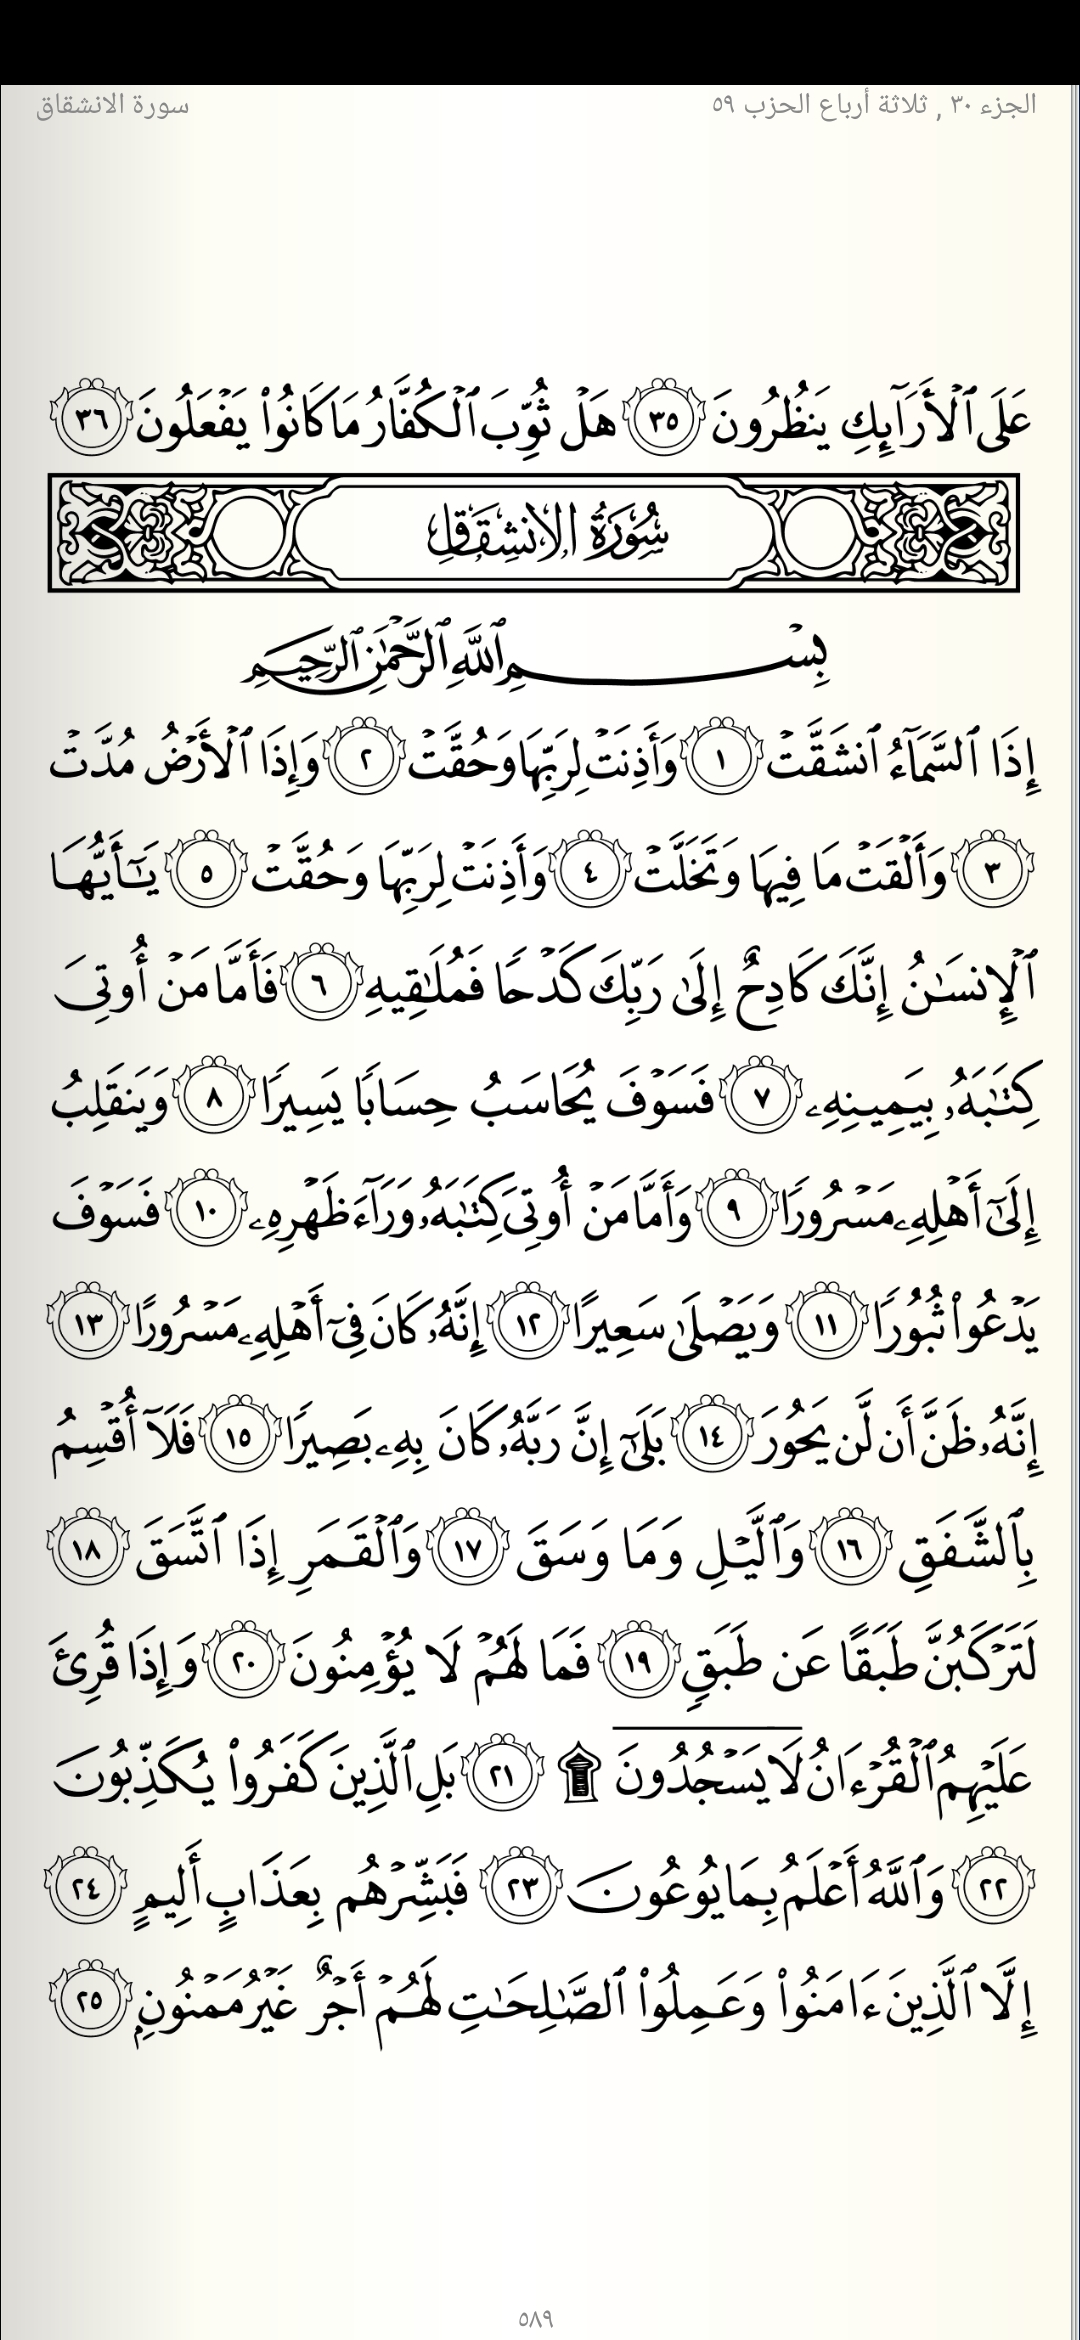 الجزء ٣٠ , ثلاثة أرباع الحزب ٥٩
سورة الانشقاق
عَلَى ٱلْأَرَآئِكِ يَنظُرُونَ ٣٥ هَلْ ثُوِّبَ ٱلْكُفَّارُ مَا كَانُوا۟ يَفْعَلُونَ ٣٦
سُورَةُ الانشِقَاقِ
بِسْمِ ٱللَّهِ ٱلرَّحْمَٰنِ ٱلرَّحِيمِ
إِذَا ٱلسَّمَآءُ ٱنشَقَّتْ ١ وَأَذِنَتْ لِرَبِّهَا وَحُقَّتْ ٢ وَإِذَا ٱلْأَرْضُ مُدَّتْ
٣ وَأَلْقَتْ مَا فِيهَا وَتَخَلَّتْ ٤ وَأَذِنَتْ لِرَبِّهَا وَحُقَّتْ ٥ يَٰٓأَيُّهَا
ٱلْإِنسَٰنُ إِنَّكَ كَادِحٌ إِلَىٰ رَبِّكَ كَدْحًا فَمُلَٰقِيهِ ٦ فَأَمَّا مَنْ أُوتِىَ
كِتَٰبَهُۥ بِيَمِينِهِۦ ٧ فَسَوْفَ يُحَاسَبُ حِسَابًا يَسِيرًا ٨ وَيَنقَلِبُ
إِلَىٰٓ أَهْلِهِۦ مَسْرُورًا ٩ وَأَمَّا مَنْ أُوتِىَ كِتَٰبَهُۥ وَرَآءَ ظَهْرِهِۦ ١٠ فَسَوْفَ
يَدْعُوا۟ ثُبُورًا ١١ وَيَصْلَىٰ سَعِيرًا ١٢ إِنَّهُۥ كَانَ فِىٓ أَهْلِهِۦ مَسْرُورًا ١٣
إِنَّهُۥ ظَنَّ أَن لَّن يَحُورَ ١٤ بَلَىٰٓ إِنَّ رَبَّهُۥ كَانَ بِهِۦ بَصِيرًا ١٥ فَلَآ أُقْسِمُ
بِٱلشَّفَقِ ١٦ وَٱلَّيْلِ وَمَا وَسَقَ ١٧ وَٱلْقَمَرِ إِذَا ٱتَّسَقَ ١٨
لَتَرْكَبُنَّ طَبَقًا عَن طَبَقٍ ١٩ فَمَا لَهُمْ لَا يُؤْمِنُونَ ٢٠ وَإِذَا قُرِئَ
عَلَيْهِمُ ٱلْقُرْءَانُ لَا يَسْجُدُونَ ۩ ٢١ بَلِ ٱلَّذِينَ كَفَرُوا۟ يُكَذِّبُونَ
٢٢ وَٱللَّهُ أَعْلَمُ بِمَا يُوعُونَ ٢٣ فَبَشِّرْهُم بِعَذَابٍ أَلِيمٍ ٢٤
إِلَّا ٱلَّذِينَ ءَامَنُوا۟ وَعَمِلُوا۟ ٱلصَّٰلِحَٰتِ لَهُمْ أَجْرٌ غَيْرُ مَمْنُونٍۭ ٢٥
٥٨٩